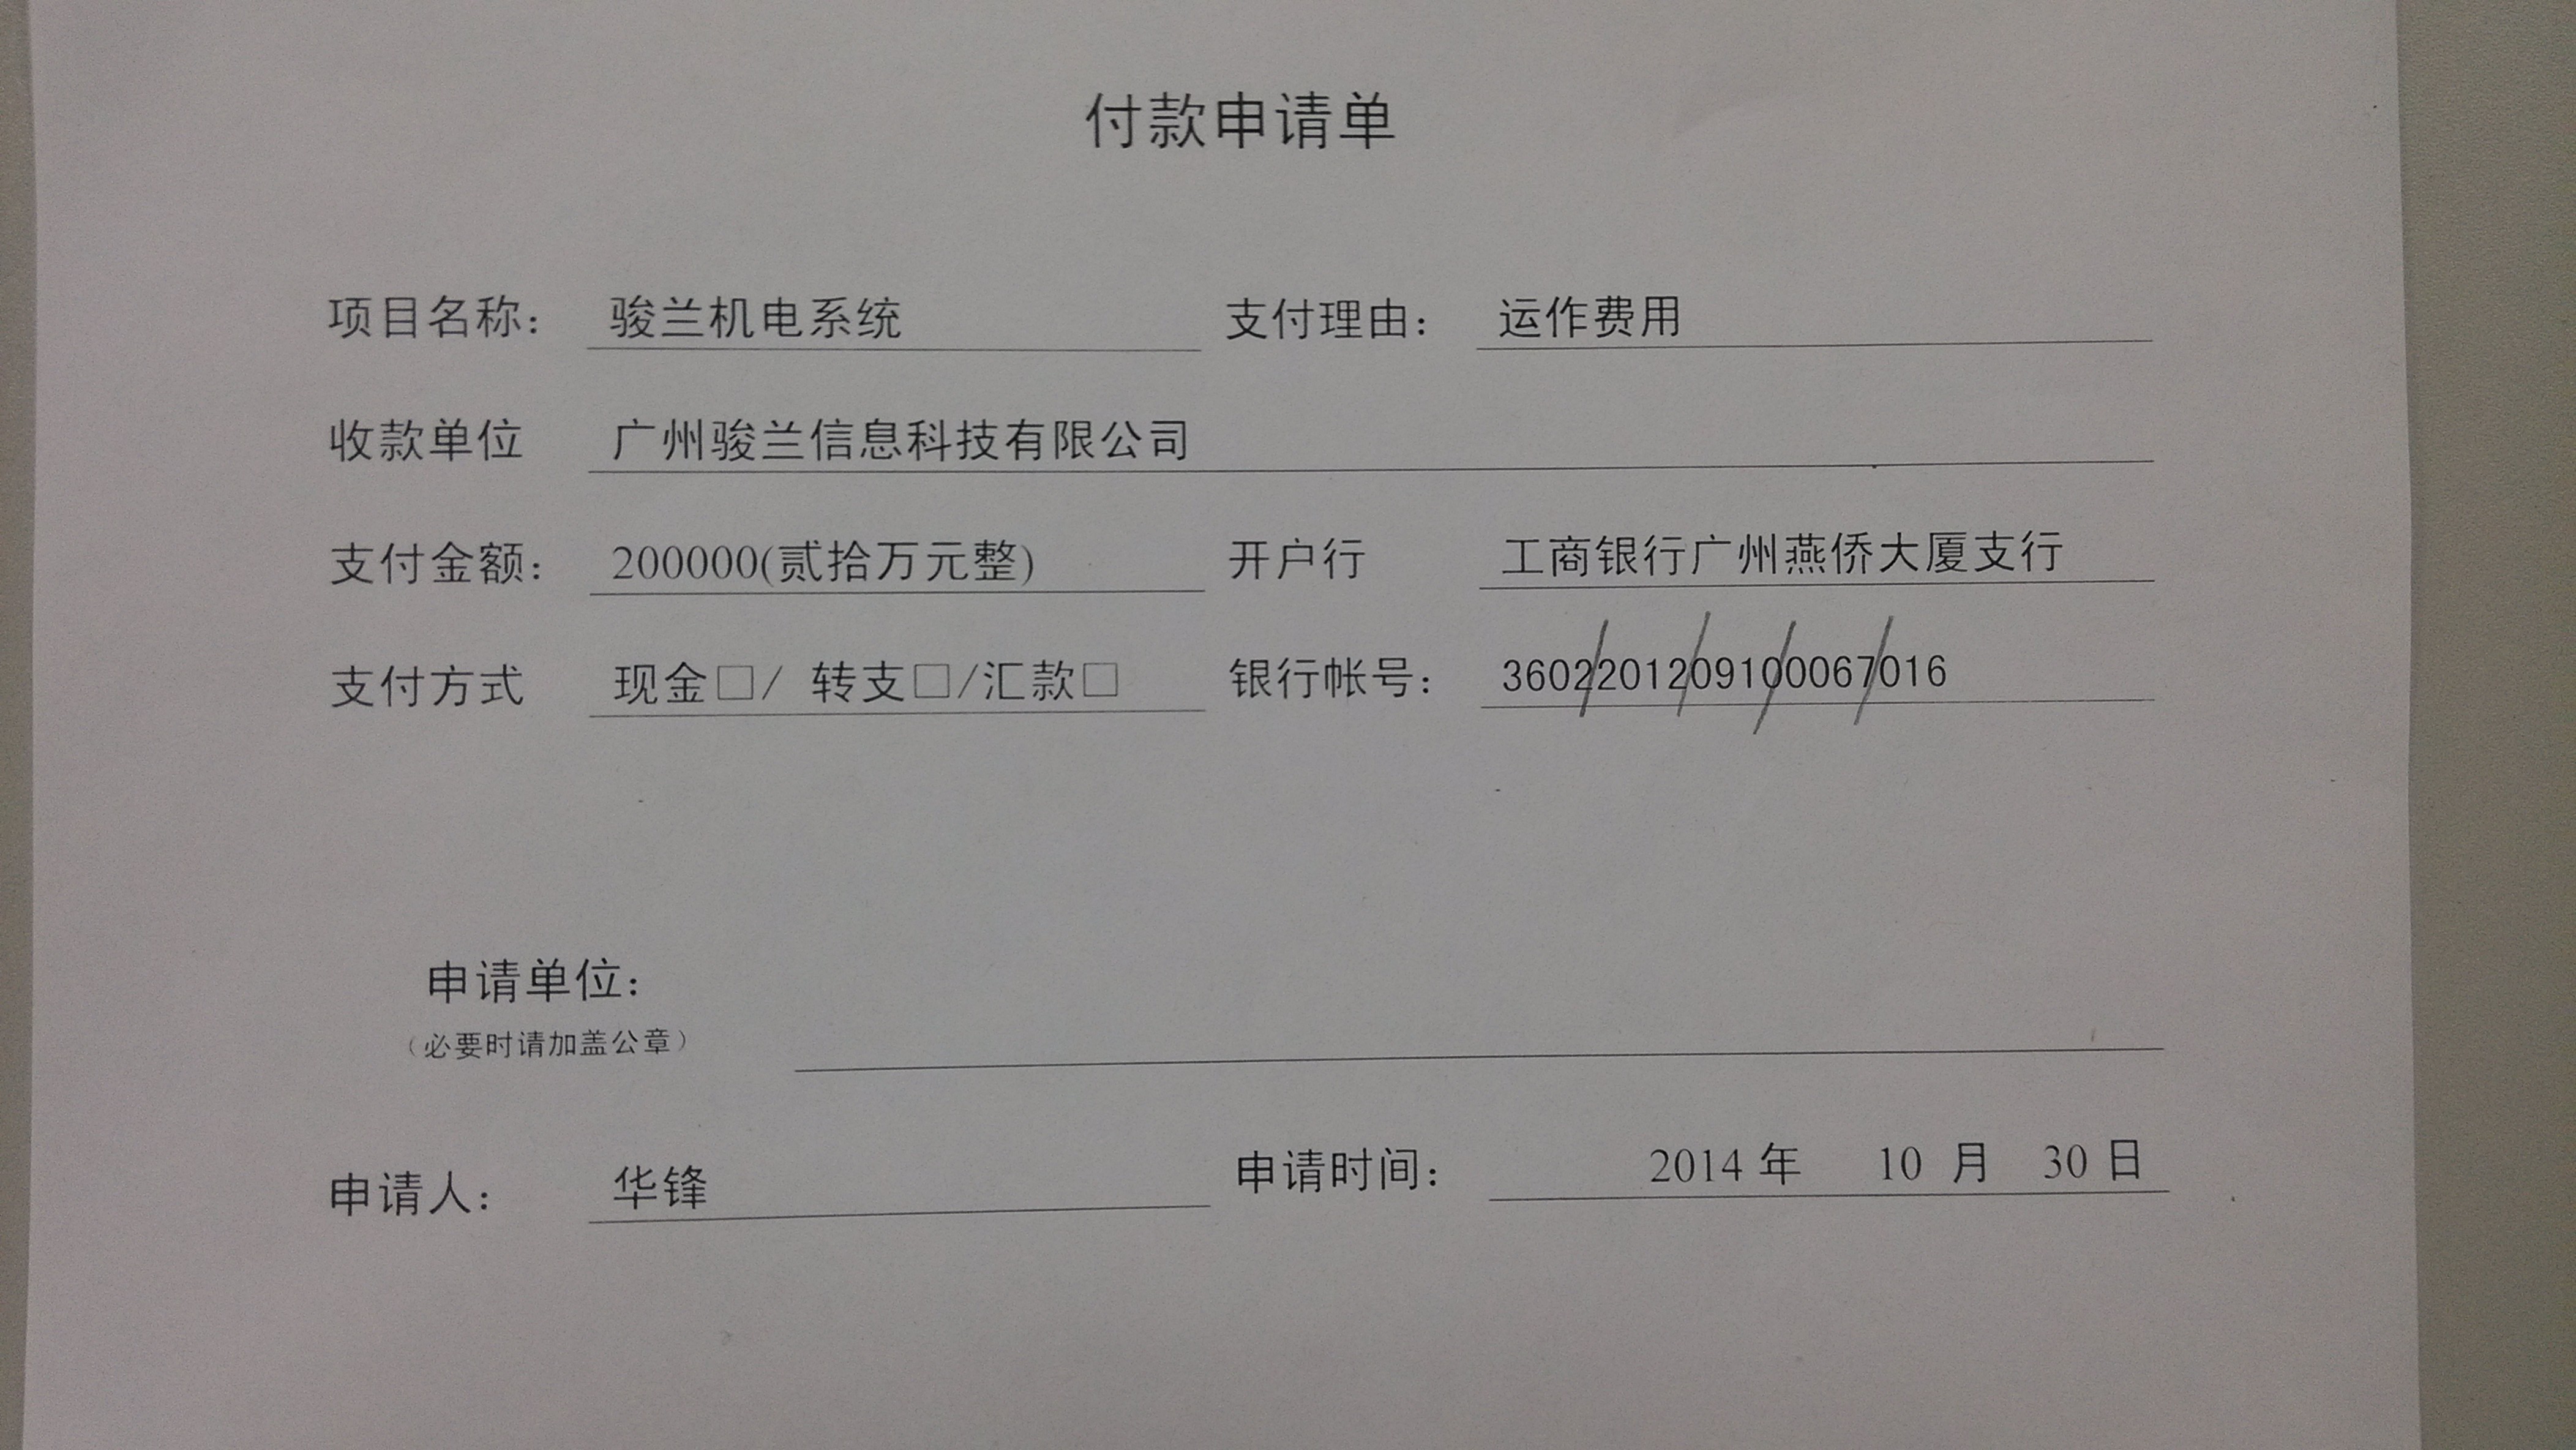 付款申请单
项目名称： 骏兰机电系统 支付理由： 运作费用
收款单位 广州骏兰信息科技有限公司
支付金额： 200000(贰拾万元整) 开户行 工商银行广州燕侨大厦支行
支付方式 现金□/ 转支□/汇款□ 银行帐号： 3602201209100067016
申请单位：
（必要时请加盖公章）
申请人： 华锋 申请时间： 2014 年 10 月 30 日